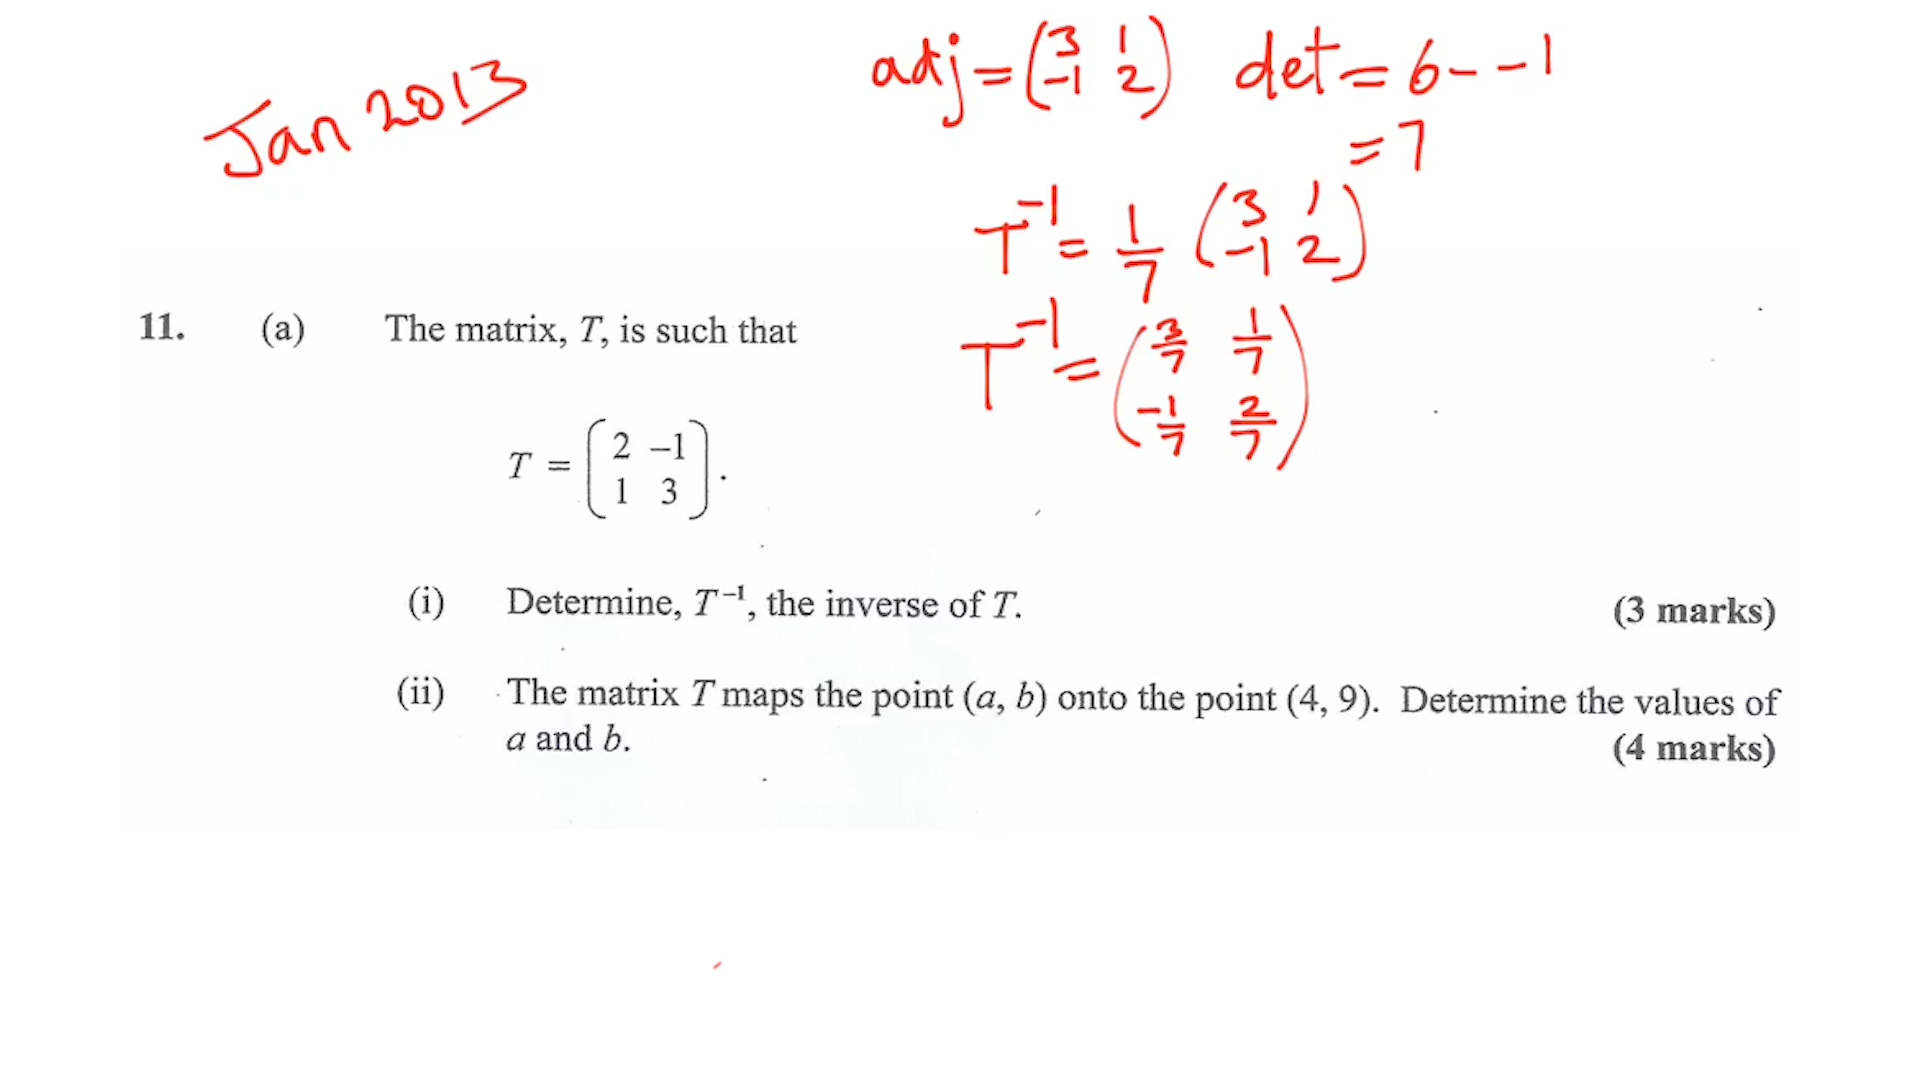 Jan 2013
adj = (3 1 -1 2) det = 6 - -1
= 7
T⁻¹ = 1/7 (3 1 -1 2)
T⁻¹ = (3/7 1/7 -1/7 2/7)
11. (a) The matrix, T, is such that
T = (2 –1 1 3).
(i) Determine, T⁻¹, the inverse of T. (3 marks)
(ii) The matrix T maps the point (a, b) onto the point (4, 9). Determine the values of
a and b. (4 marks)